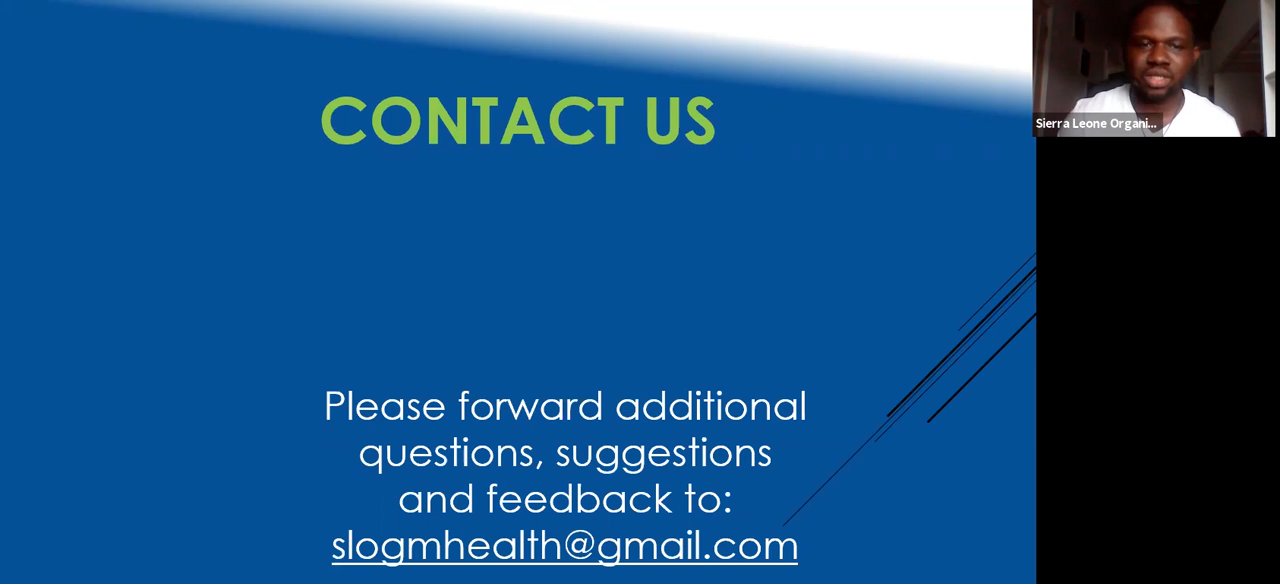 CONTACT US
Sierra Leone Organi...
Please forward additional
questions, suggestions
and feedback to:
slogmhealth@gmail.com